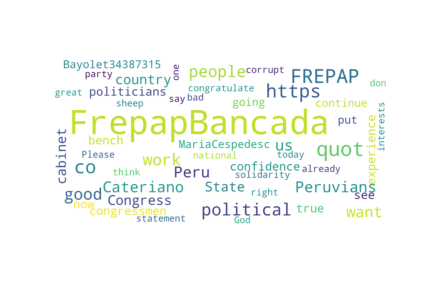 Bayolet34387315
party
one
people
corrupt
FREPAP
country
great
politicians
congratulate
https
don
sheep
say
bad
going
continue
interests
FrepapBancada
put
experience
cabinet
bench
MariaCespedesc
us
quot
Please
national
today
co
think
work
confidence
already
solidarity
Peru
see
Cateriano
State
right
Peruvians
good
Congress
true
now
congressmen
political
want
statement
God